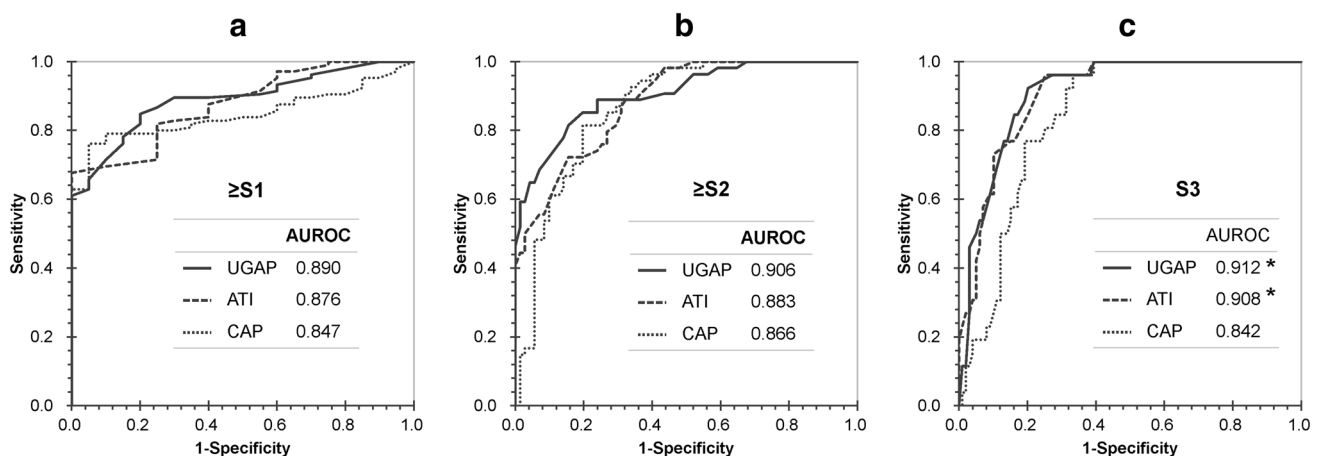 a
1.0
0.8
0.6
0.4
0.2
0.0
Sensitivity
0.0 0.2 0.4 0.6 0.8 1.0
1-Specificity
≥S1
AUROC
UGAP 0.890
ATI 0.876
CAP 0.847
b
1.0
0.8
0.6
0.4
0.2
0.0
Sensitivity
0.0 0.2 0.4 0.6 0.8 1.0
1-Specificity
≥S2
AUROC
UGAP 0.906
ATI 0.883
CAP 0.866
c
1.0
0.8
0.6
0.4
0.2
0.0
Sensitivity
0.0 0.2 0.4 0.6 0.8 1.0
1-Specificity
S3
AUROC
UGAP 0.912 *
ATI 0.908 *
CAP 0.842